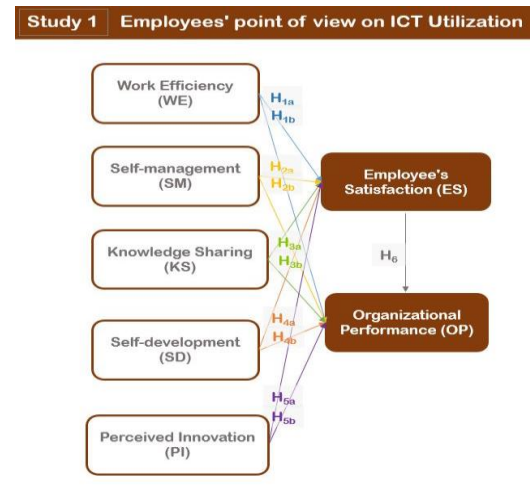 Study 1 Employees' point of view on ICT Utilization
Work Efficiency
(WE)
H1a
H1b
Self-management
(SM)
H2a
H2b
Employee's
Satisfaction (ES)
Knowledge Sharing
(KS)
H3a
H3b
H6
Self-development
(SD)
H4a
H4b
Organizational
Performance (OP)
Perceived Innovation
(PI)
H5a
H5b